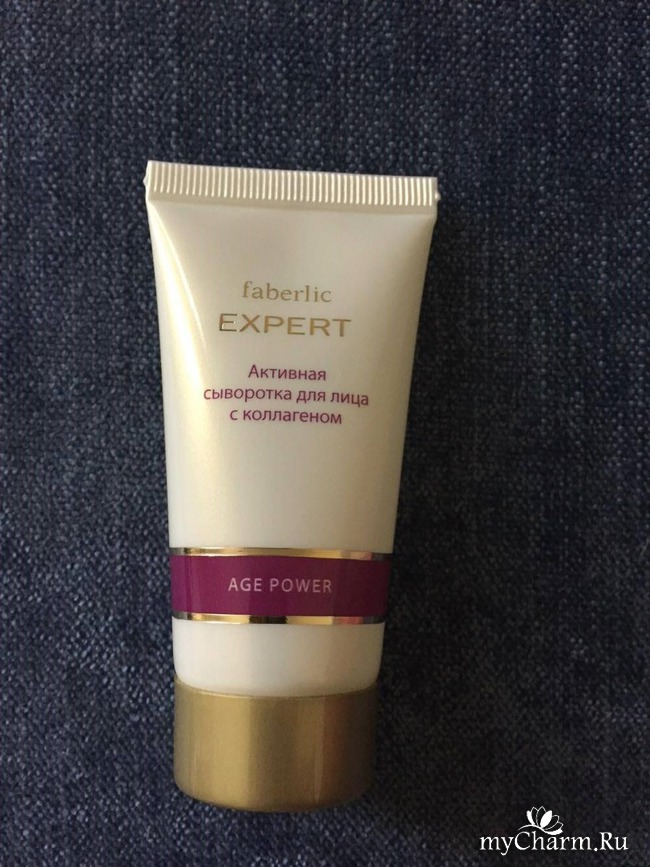 faberlic
EXPERT
Активная
сыворотка для лица
с коллагеном
AGE POWER
myCharm.Ru